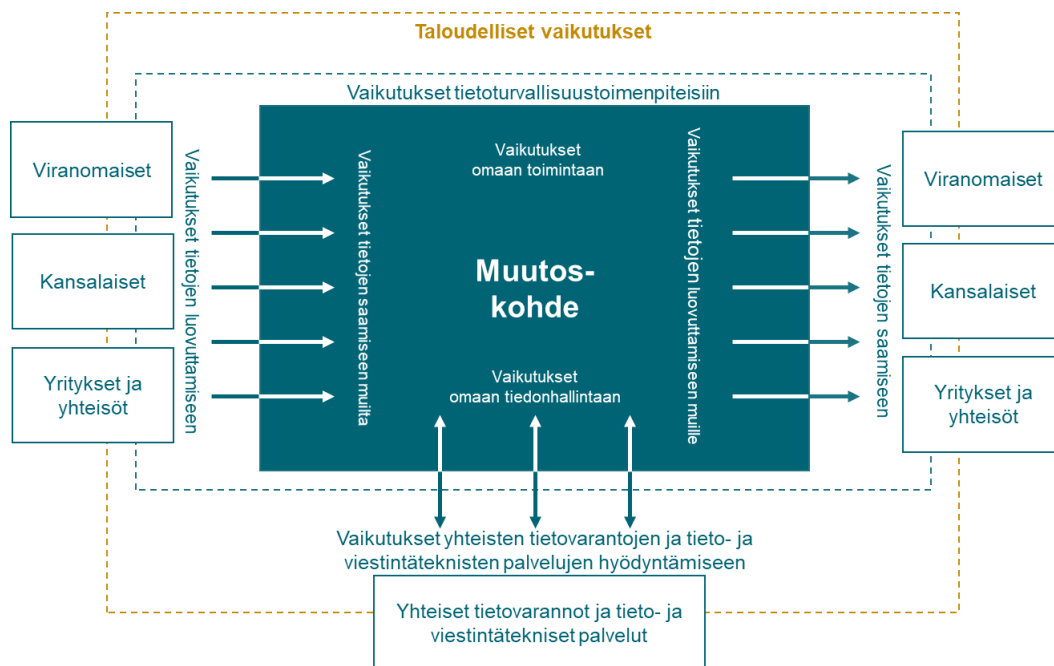 Taloudelliset vaikutukset
Vaikutukset tietoturvallisuustoimenpiteisiin
Viranomaiset
Kansalaiset
Yritykset ja
yhteisöt
Vaikutukset tietojen luovuttamiseen
Vaikutukset tietojen saamiseen muilta
Vaikutukset
omaan toimintaan
Muutos-
kohde
Vaikutukset
omaan tiedonhallintaan
Vaikutukset tietojen luovuttamiseen muille
Vaikutukset tietojen saamiseen
Viranomaiset
Kansalaiset
Yritykset ja
yhteisöt
Vaikutukset yhteisten tietovarantojen ja tieto- ja
viestintäteknisten palvelujen hyödyntämiseen
Yhteiset tietovarannot ja tieto- ja
viestintätekniset palvelut